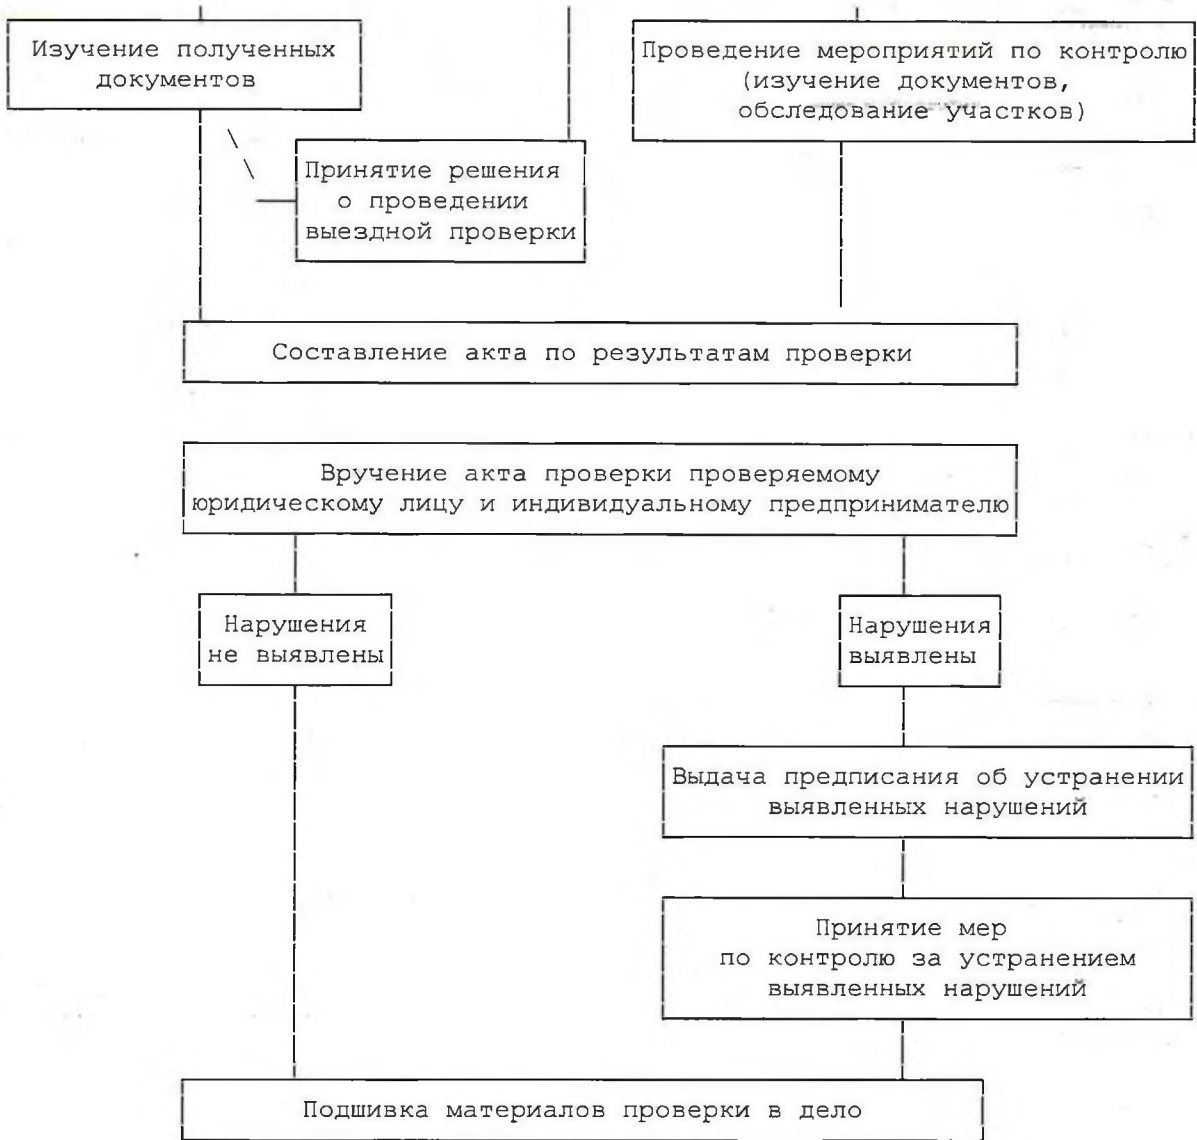 Изучение полученных
документов
Проведение мероприятий по контролю
(изучение документов,
обследование участков)
Принятие решения
о проведении
выездной проверки
Составление акта по результатам проверки
Вручение акта проверки проверяемому
юридическому лицу и индивидуальному предпринимателю
Нарушения
не выявлены
Нарушения
выявлены
Выдача предписания об устранении
выявленных нарушений
Принятие мер
по контролю за устранением
выявленных нарушений
Подшивка материалов проверки в дело